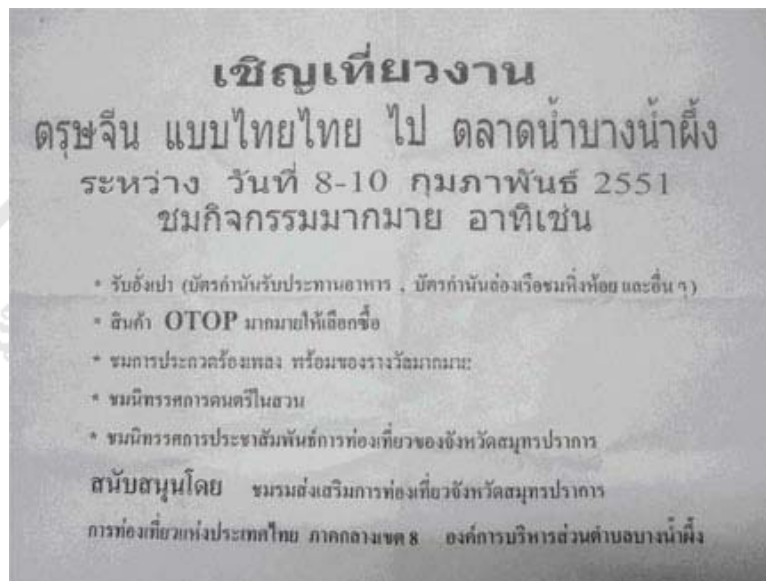 เชิญเที่ยวงาน
ตรุษจีน แบบไทยไทย ไป ตลาดน้ำบางน้ำผึ้ง
ระหว่าง วันที่ 8-10 กุมภาพันธ์ 2551
ชมกิจกรรมมากมาย อาทิเช่น
* รับอั่งเปา (บัตรกำนันรับประทานอาหาร , บัตรกำนันล่องเรือชมหิ่งห้อย และอื่น ๆ)
* สินค้า OTOP มากมายให้เลือกซื้อ
* ชมการประกวดร้องเพลง พร้อมของรางวัลมากมาย
* ชมนิทรรศการดนตรีในสวน
* ชมนิทรรศการประชาสัมพันธ์การท่องเที่ยวของจังหวัดสมุทรปราการ
สนับสนุนโดย ชมรมส่งเสริมการท่องเที่ยวจังหวัดสมุทรปราการ
การท่องเที่ยวแห่งประเทศไทย ภาคกลางเขต 8 องค์การบริหารส่วนตำบลบางน้ำผึ้ง